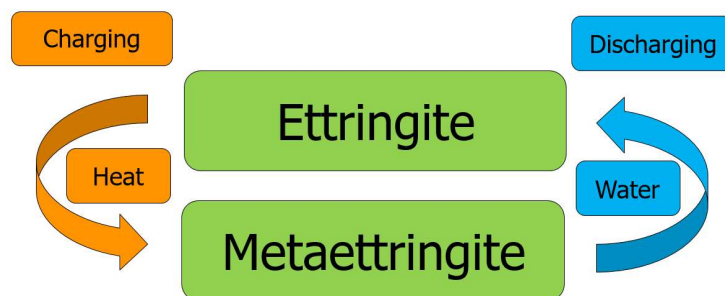 Charging
Discharging
Ettringite
Heat
Water
Metaettringite